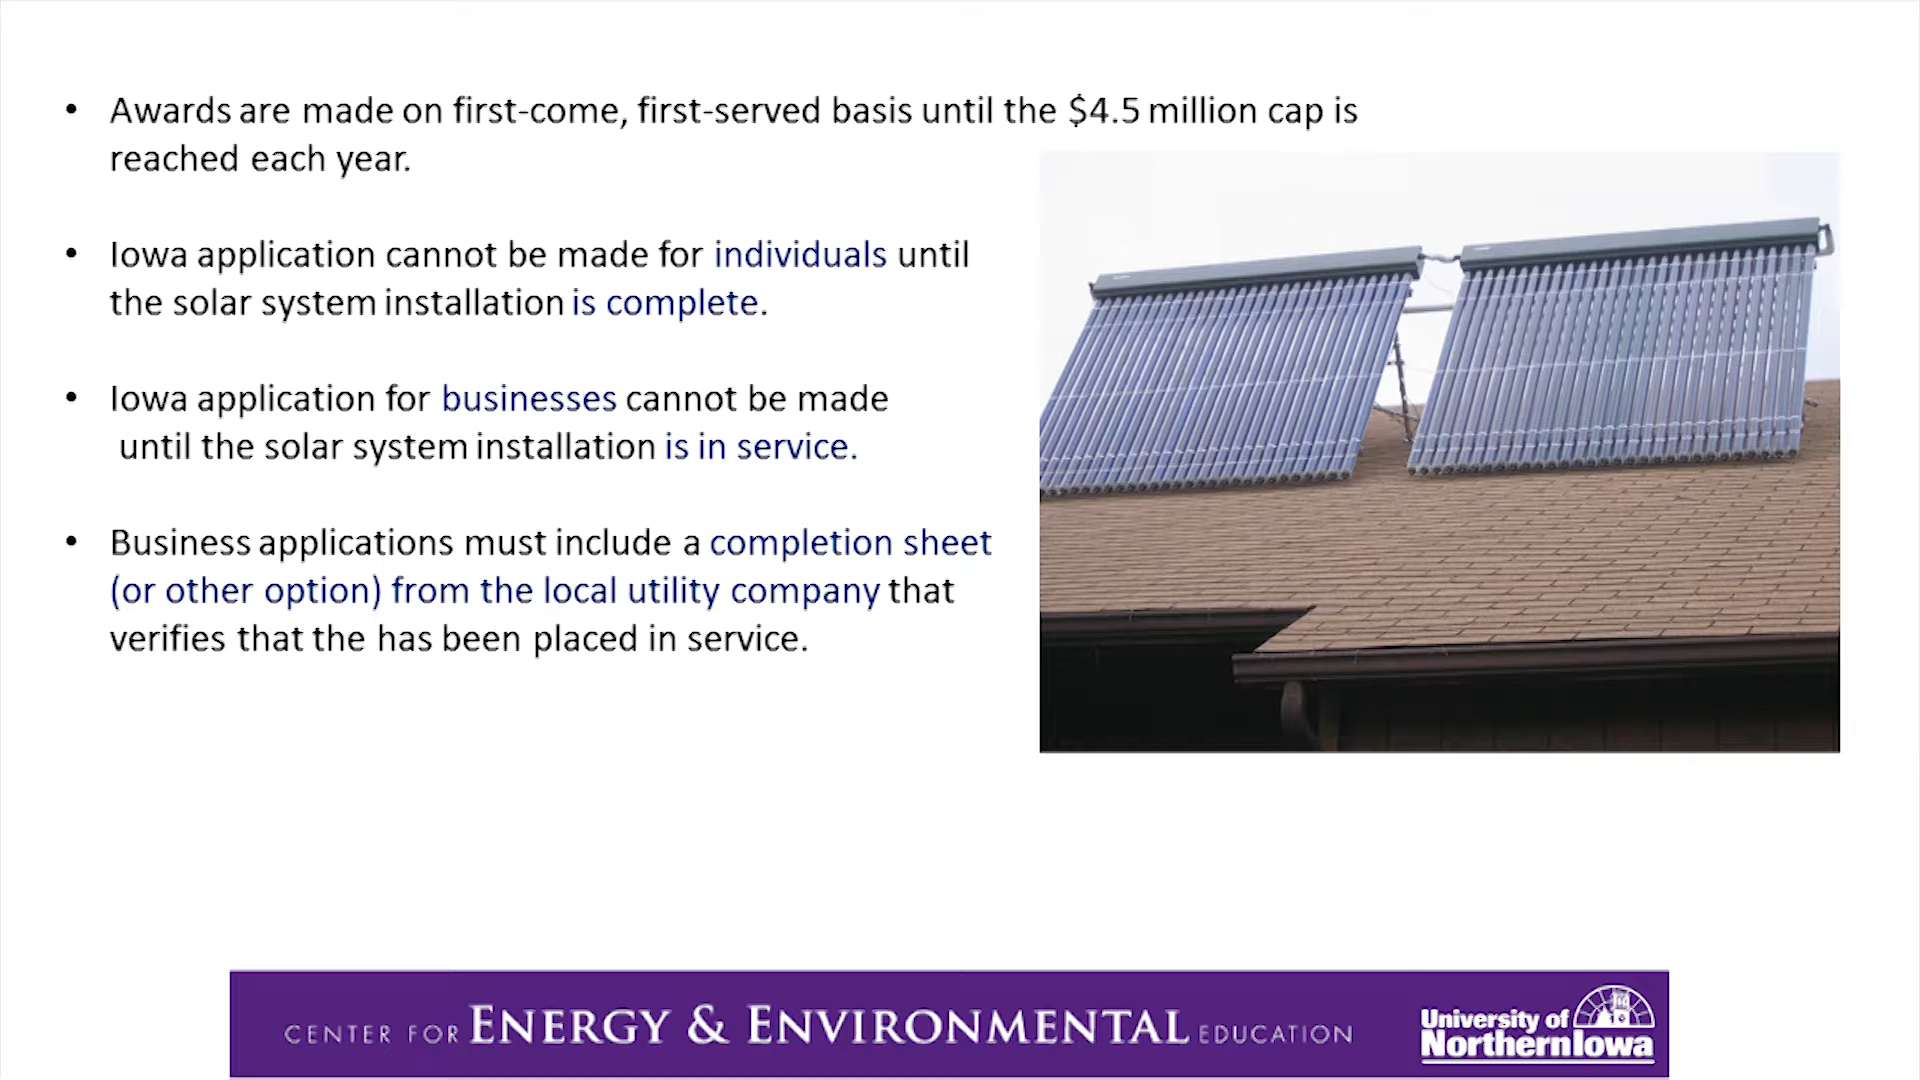 • Awards are made on first-come, first-served basis until the $4.5 million cap is
reached each year.
• Iowa application cannot be made for individuals until
the solar system installation is complete.
• Iowa application for businesses cannot be made
until the solar system installation is in service.
• Business applications must include a completion sheet
(or other option) from the local utility company that
verifies that the has been placed in service.
CENTER FOR ENERGY & ENVIRONMENTAL EDUCATION
University of
Northern Iowa